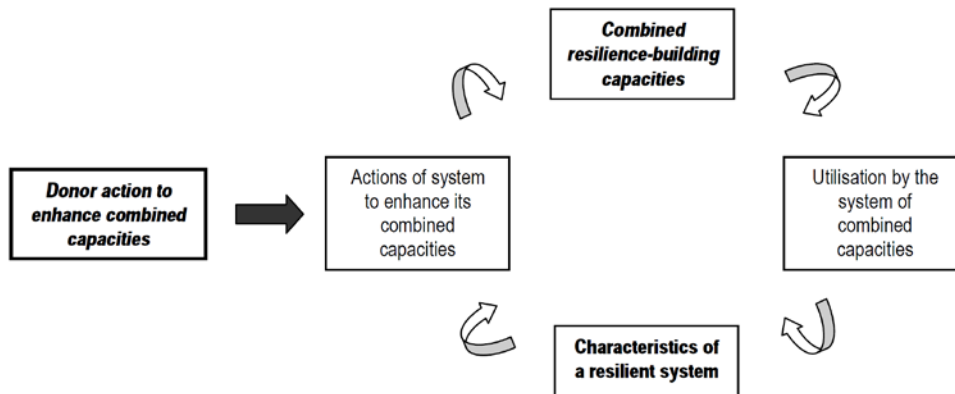 Combined
resilience-building
capacities
Donor action to
enhance combined
capacities
Actions of system
to enhance its
combined
capacities
Utilisation by the
system of
combined
capacities
Characteristics of
a resilient system